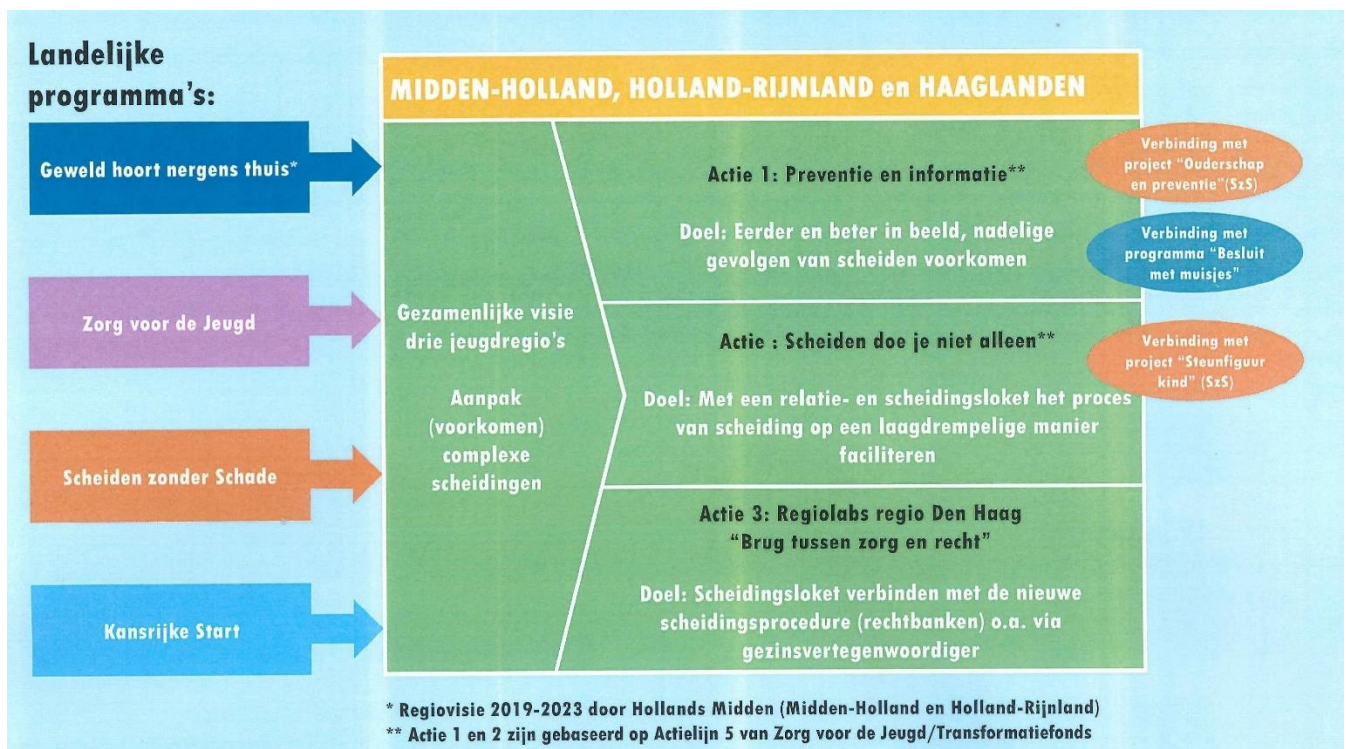 Landelijke
programma's:
Geweld hoort nergens thuis*
Zorg voor de Jeugd
Scheiden zonder Schade
Kansrijke Start
MIDDEN-HOLLAND, HOLLAND-RIJNLAND en HAAGLANDEN
Gezamenlijke visie
drie jeugdregio's
Aanpak
(voorkomen)
complexe
scheidingen
Actie 1: Preventie en informatie**
Doel: Eerder en beter in beeld, nadelige
gevolgen van scheiden voorkomen
Verbinding met
project "Ouderschap
en preventie"(SzS)
Verbinding met
programma "Besluit
met muisjes"
Actie : Scheiden doe je niet alleen**
Doel: Met een relatie- en scheidingsloket het proces
van scheiding op een laagdrempelige manier
faciliteren
Verbinding met
project "Steunfiguur
kind" (SzS)
Actie 3: Regiolabs regio Den Haag
"Brug tussen zorg en recht"
Doel: Scheidingsloket verbinden met de nieuwe
scheidingsprocedure (rechtbanken) o.a. via
gezinsvertegenwoordiger
* Regiovisie 2019-2023 door Hollands Midden (Midden-Holland en Holland-Rijnland)
** Actie 1 en 2 zijn gebaseerd op Actielijn 5 van Zorg voor de Jeugd/Transformatiefonds